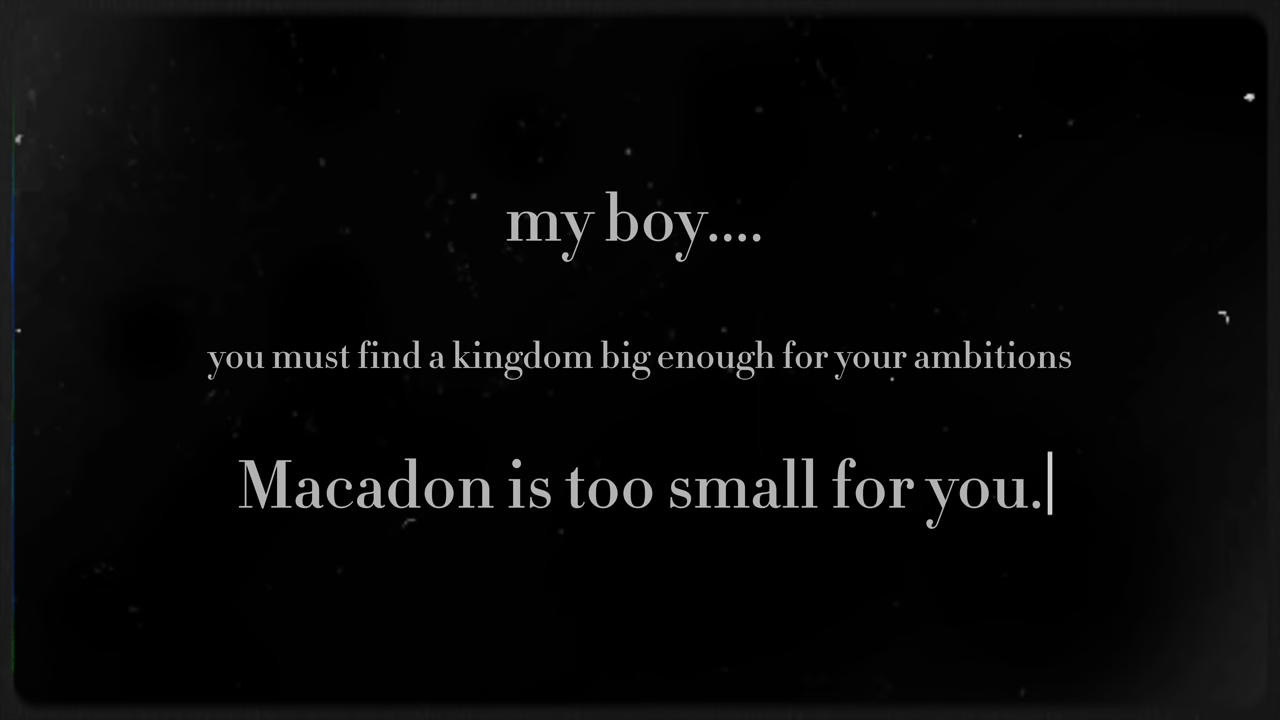 my boy....
you must find a kingdom big enough for your ambitions
Macadon is too small for you.